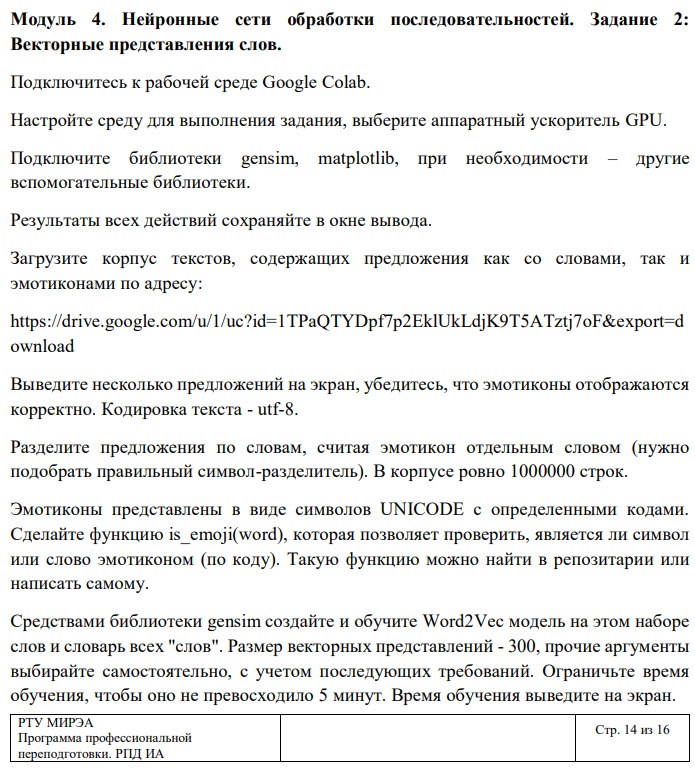 Модуль 4. Нейронные сети обработки последовательностей. Задание 2:
Векторные представления слов.
Подключитесь к рабочей среде Google Colab.
Настройте среду для выполнения задания, выберите аппаратный ускоритель GPU.
Подключите библиотеки gensim, matplotlib, при необходимости – другие
вспомогательные библиотеки.
Результаты всех действий сохраняйте в окне вывода.
Загрузите корпус текстов, содержащих предложения как со словами, так и
эмотиконами по адресу:
https://drive.google.com/u/1/uc?id=1TPaQTYDpf7p2EklUkLdjK9T5ATztj7oF&export=d
ownload
Выведите несколько предложений на экран, убедитесь, что эмотиконы отображаются
корректно. Кодировка текста - utf-8.
Разделите предложения по словам, считая эмотикон отдельным словом (нужно
подобрать правильный символ-разделитель). В корпусе ровно 1000000 строк.
Эмотиконы представлены в виде символов UNICODE с определенными кодами.
Сделайте функцию is_emoji(word), которая позволяет проверить, является ли символ
или слово эмотиконом (по коду). Такую функцию можно найти в репозитарии или
написать самому.
Средствами библиотеки gensim создайте и обучите Word2Vec модель на этом наборе
слов и словарь всех "слов". Размер векторных представлений - 300, прочие аргументы
выбирайте самостоятельно, с учетом последующих требований. Ограничьте время
обучения, чтобы оно не превосходило 5 минут. Время обучения выведите на экран.
РТУ МИРЭА
Программа профессиональной
переподготовки. РПД ИА
Стр. 14 из 16